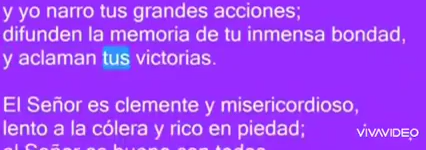 y yo narro tus grandes acciones;
difunden la memoria de tu inmensa bondad,
y aclaman tus victorias.
El Señor es clemente y misericordioso,
lento a la cólera y rico en piedad;
VIVAVIDEO